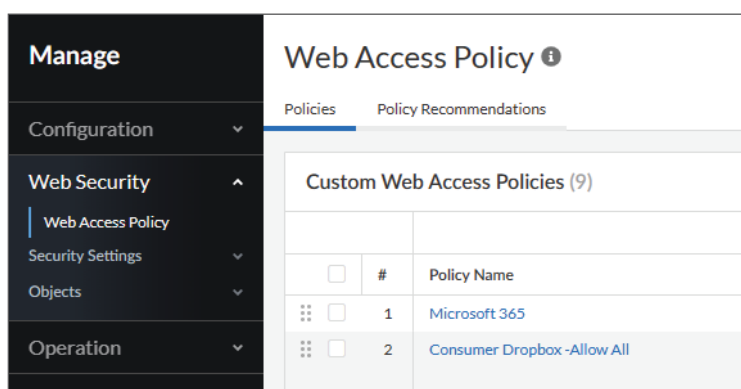 Manage
Configuration
Web Security
Web Access Policy
Security Settings
Objects
Operation
Web Access Policy
Policies Policy Recommendations
Custom Web Access Policies (9)
# Policy Name
1 Microsoft 365
2 Consumer Dropbox -Allow All